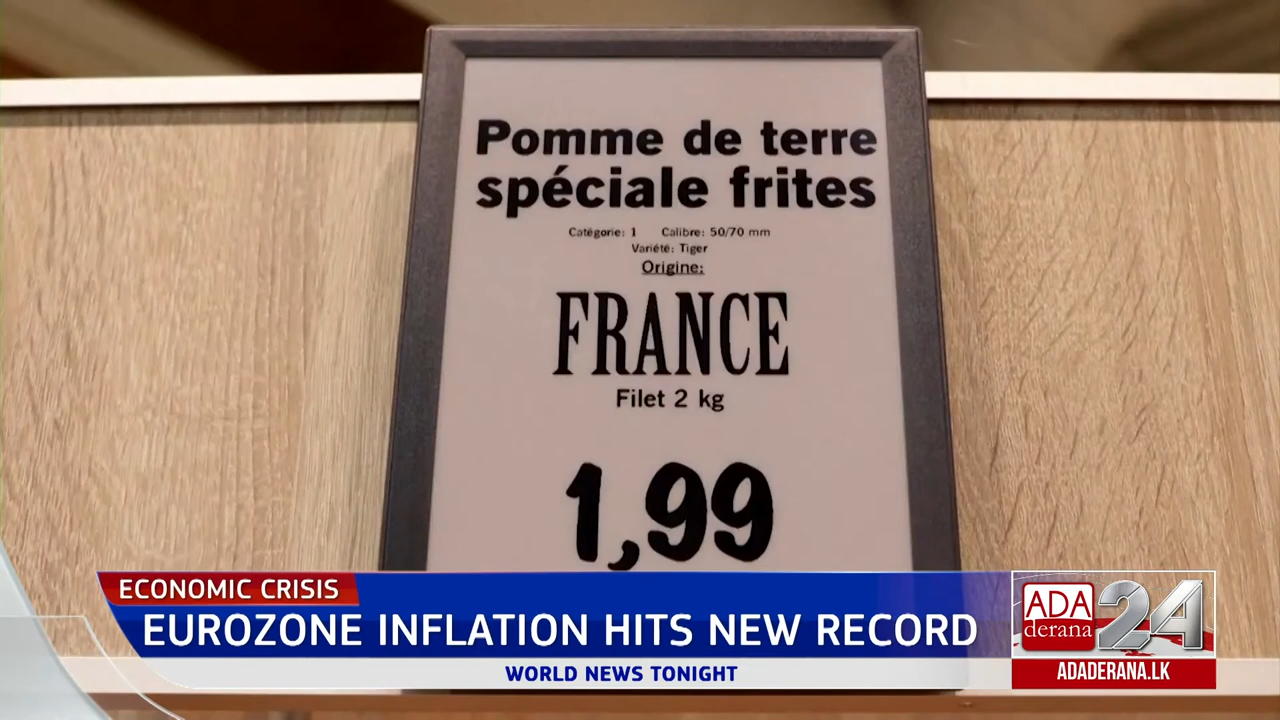 Pomme de terre
spéciale frites
Catégorie: 1 Calibre: 50/70 mm
Variété: Tiger
Origine:
FRANCE
Filet 2 kg
1,99
ECONOMIC CRISIS
EUROZONE INFLATION HITS NEW RECORD
WORLD NEWS TONIGHT
ADA
derana
24
ADADERANA.LK